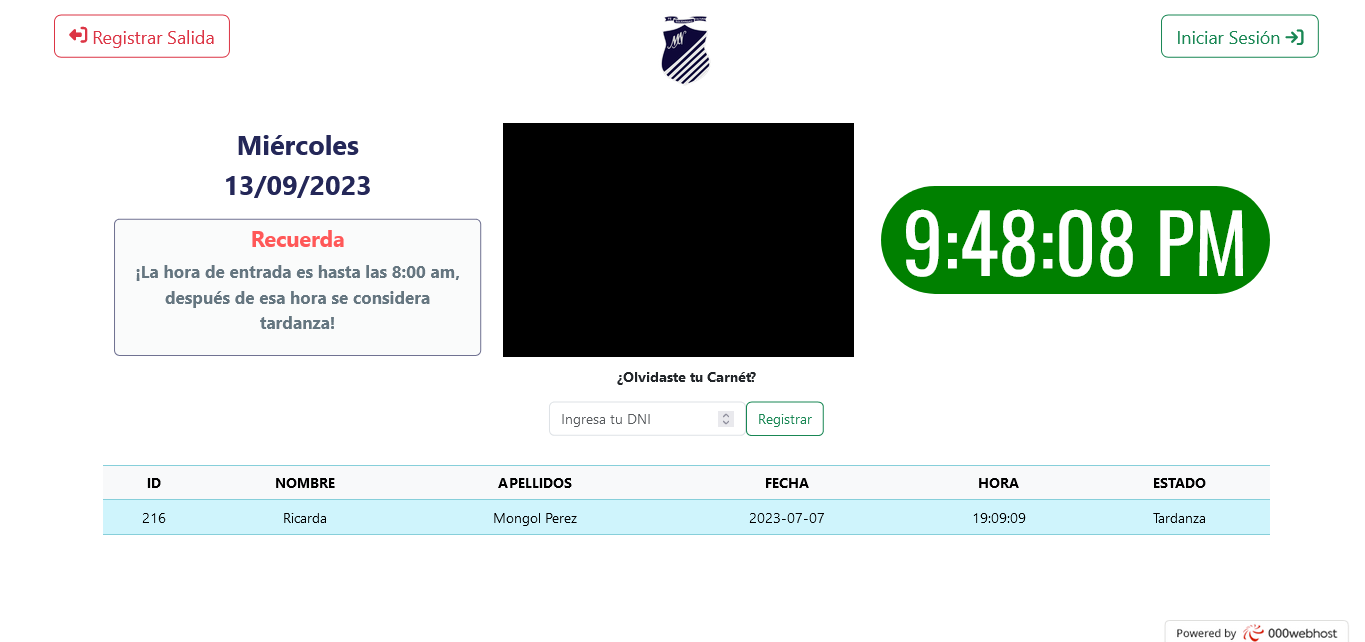 Registrar Salida
Iniciar Sesión
Miércoles
13/09/2023
Recuerda
¡La hora de entrada es hasta las 8:00 am,
después de esa hora se considera
tardanza!
9:48:08 PM
¿Olvidaste tu Carnét?
Ingresa tu DNI Registrar
ID NOMBRE APELLIDOS FECHA HORA ESTADO
216 Ricarda Mongol Perez 2023-07-07 19:09:09 Tardanza
Powered by 000webhost